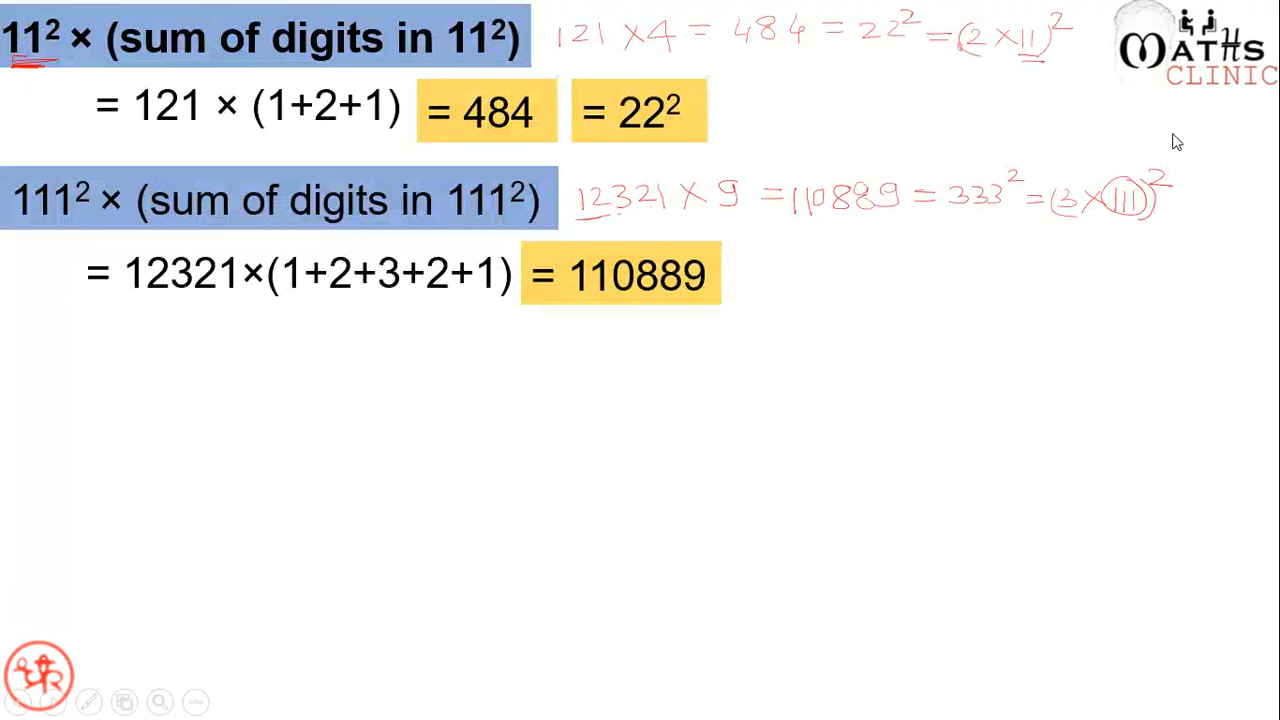 11² × (sum of digits in 11²) 121 × 4 = 484 = 22² = (2 × 11)²
MATHS
CLINIC
= 121 × (1+2+1) = 484 = 22²
111² × (sum of digits in 111²) 12321 × 9 = 110889 = 333² = (3 × 111)²
= 12321×(1+2+3+2+1) = 110889